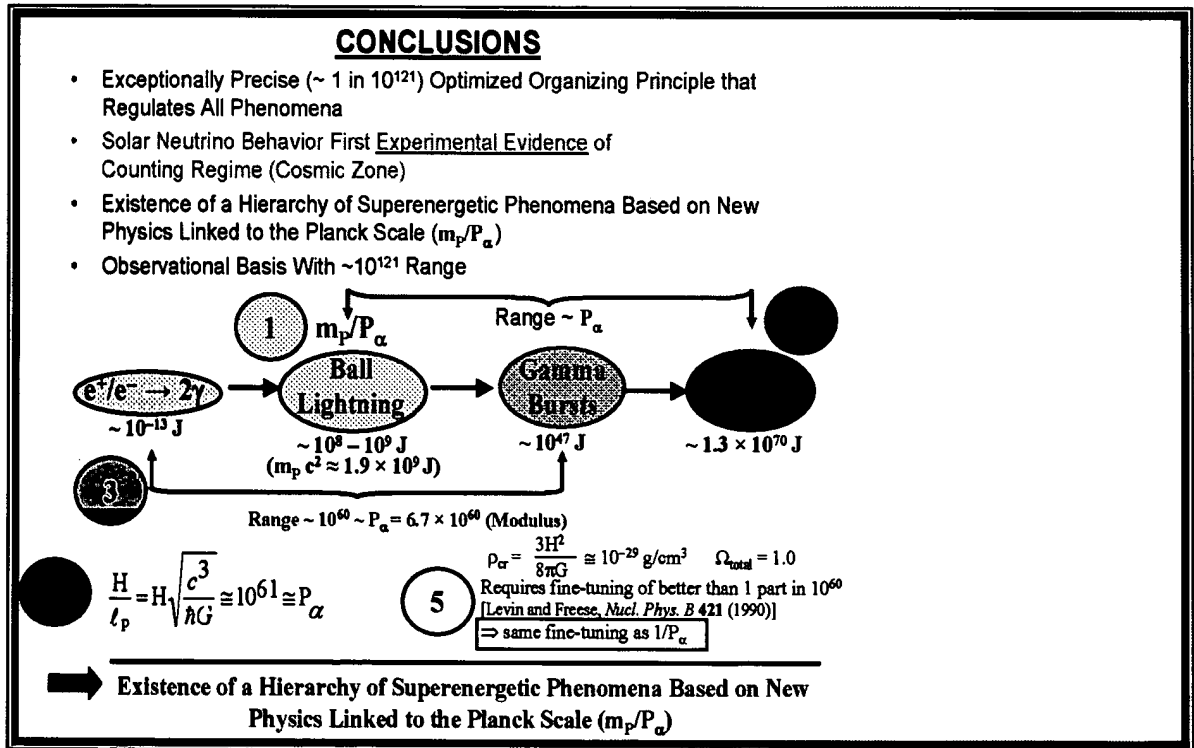 CONCLUSIONS
• Exceptionally Precise (~ 1 in 10¹²¹) Optimized Organizing Principle that
Regulates All Phenomena
• Solar Neutrino Behavior First Experimental Evidence of
Counting Regime (Cosmic Zone)
• Existence of a Hierarchy of Superenergetic Phenomena Based on New
Physics Linked to the Planck Scale (mₚ/Pα)
• Observational Basis With ~10¹²¹ Range
1 mₚ/Pα
Range ~ Pα
e⁺/e⁻ → 2γ
Ball
Lightning
Gamma
Bursts
~ 10⁻¹³ J
~ 10⁸ – 10⁹ J
(mₚ c² ≈ 1.9 × 10⁹ J)
~10⁴⁷ J
~ 1.3 × 10⁷⁰ J
3
Range ~ 10⁶⁰ ~ Pα = 6.7 × 10⁶⁰ (Modulus)
H/ℓₚ = H√(c³/ℏG) ≅ 10⁶¹ ≅ Pα
5
ρcr = 3H²/8πG ≅ 10⁻²⁹ g/cm³ Ωtotal = 1.0
Requires fine-tuning of better than 1 part in 10⁶⁰
[Levin and Freese, Nucl. Phys. B 421 (1990)]
⇒ same fine-tuning as 1/Pα
Existence of a Hierarchy of Superenergetic Phenomena Based on New
Physics Linked to the Planck Scale (mₚ/Pα)